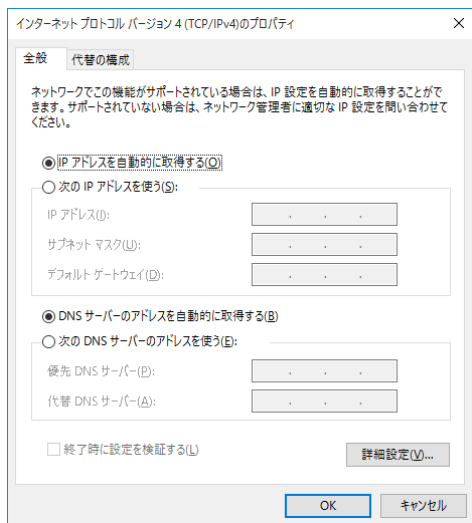 インターネット プロトコル バージョン 4 (TCP/IPv4)のプロパティ
全般
代替の構成
ネットワークでこの機能がサポートされている場合は、IP 設定を自動的に取得することがで
きます。サポートされていない場合は、ネットワーク管理者に適切な IP 設定を問い合わせて
ください。
IP アドレスを自動的に取得する(O)
次の IP アドレスを使う(S):
IP アドレス(I):
サブネット マスク(U):
デフォルト ゲートウェイ(D):
DNS サーバーのアドレスを自動的に取得する(B)
次の DNS サーバーのアドレスを使う(E):
優先 DNS サーバー(P):
代替 DNS サーバー(A):
終了時に設定を検証する(L)
詳細設定(V)...
OK
キャンセル